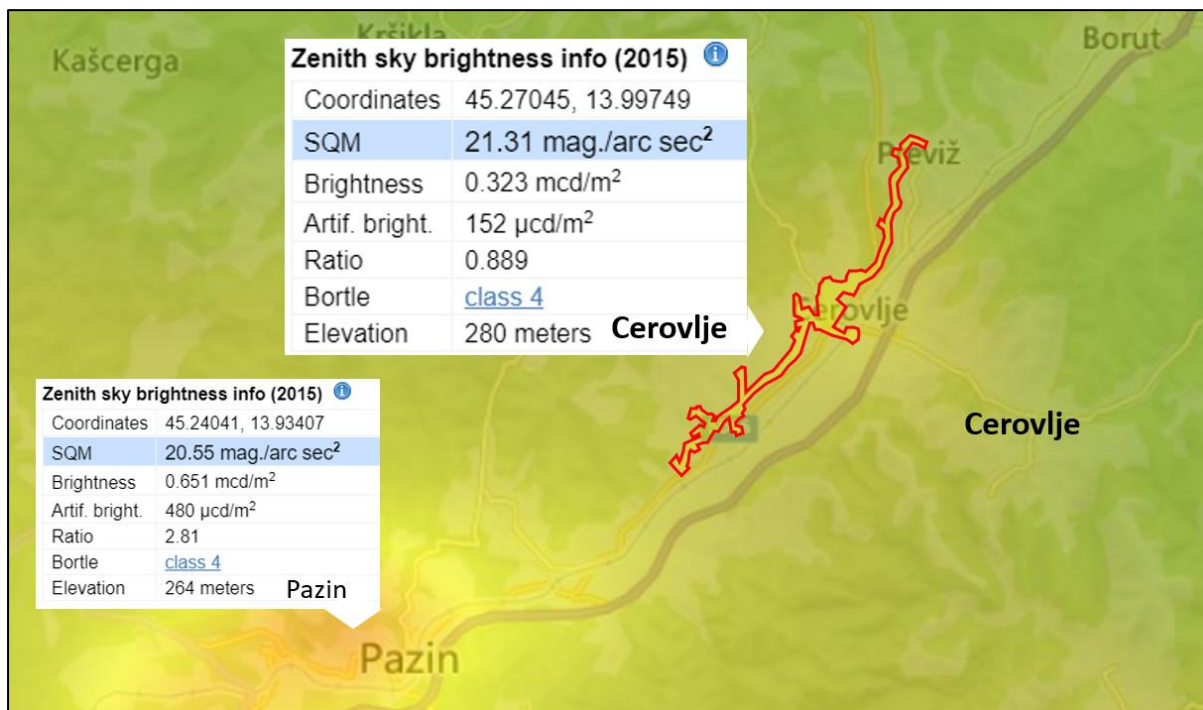 Kašcerga
Kršikla
Borut
Zenith sky brightness info (2015)
Coordinates 45.27045, 13.99749
SQM 21.31 mag./arc sec²
Brightness 0.323 mcd/m²
Artif. bright. 152 µcd/m²
Ratio 0.889
Bortle class 4
Elevation 280 meters
Cerovlje
Previž
Cerovlje
Cerovlje
Zenith sky brightness info (2015)
Coordinates 45.24041, 13.93407
SQM 20.55 mag./arc sec²
Brightness 0.651 mcd/m²
Artif. bright. 480 µcd/m²
Ratio 2.81
Bortle class 4
Elevation 264 meters
Pazin
Pazin